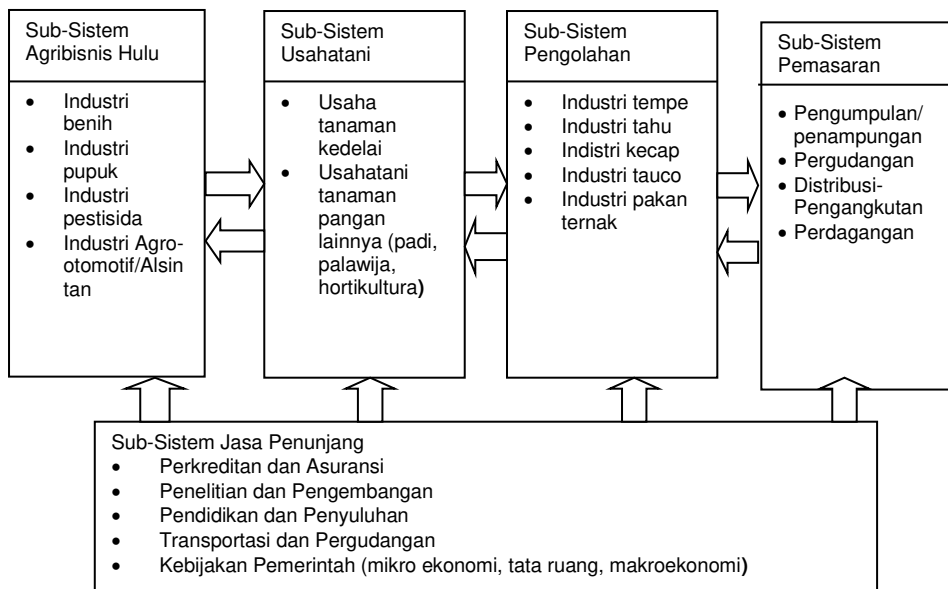 Sub-Sistem
Agribisnis Hulu
• Industri
benih
• Industri
pupuk
• Industri
pestisida
• Industri Agro-
otomotif/Alsin
tan
Sub-Sistem
Usahatani
• Usaha
tanaman
kedelai
• Usahatani
tanaman
pangan
lainnya (padi,
palawija,
hortikultura)
Sub-Sistem
Pengolahan
• Industri tempe
• Industri tahu
• Indistri kecap
• Industri tauco
• Industri pakan
ternak
Sub-Sistem
Pemasaran
• Pengumpulan/
penampungan
• Pergudangan
• Distribusi-
Pengangkutan
• Perdagangan
Sub-Sistem Jasa Penunjang
• Perkreditan dan Asuransi
• Penelitian dan Pengembangan
• Pendidikan dan Penyuluhan
• Transportasi dan Pergudangan
• Kebijakan Pemerintah (mikro ekonomi, tata ruang, makroekonomi)